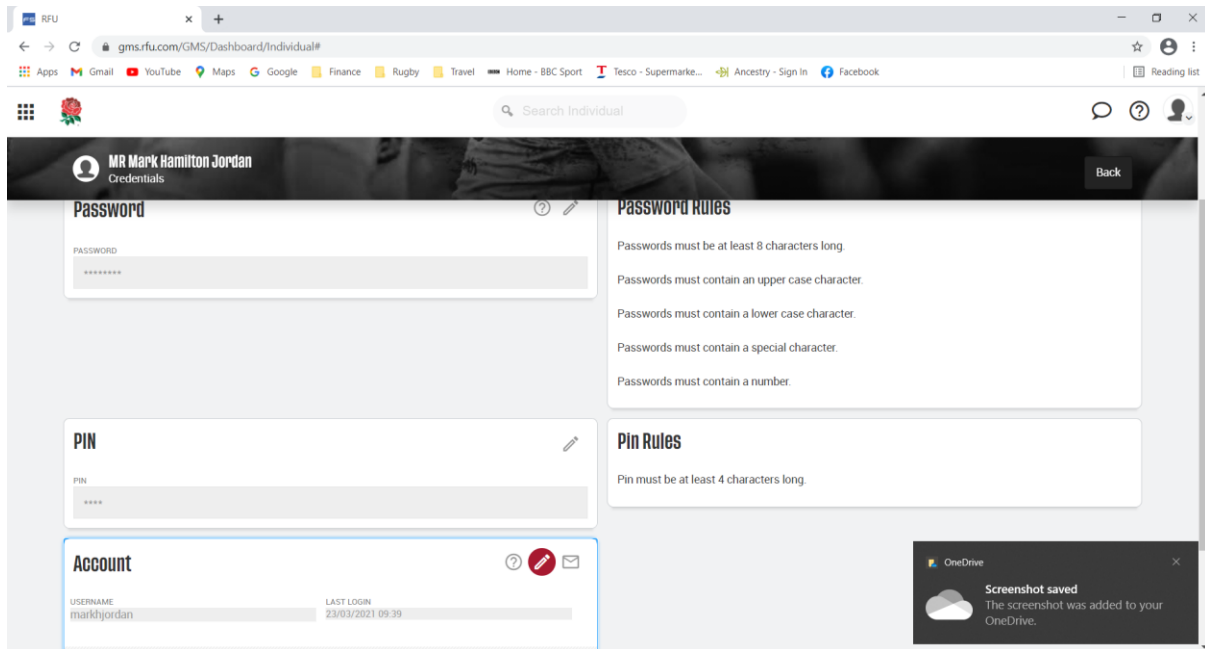 RFU
gms.rfu.com/GMS/Dashboard/Individual#
Apps Gmail YouTube Maps Google Finance Rugby Travel Home - BBC Sport Tesco - Supermarke... Ancestry - Sign In Facebook Reading list
Search Individual
MR Mark Hamilton Jordan
Credentials
Back
Password
PASSWORD
********
Password Rules
Passwords must be at least 8 characters long.
Passwords must contain an upper case character.
Passwords must contain a lower case character.
Passwords must contain a special character.
Passwords must contain a number.
PIN
PIN
****
Pin Rules
Pin must be at least 4 characters long.
Account
USERNAME LAST LOGIN
markhjordan 23/03/2021 09:39
OneDrive
Screenshot saved
The screenshot was added to your
OneDrive.